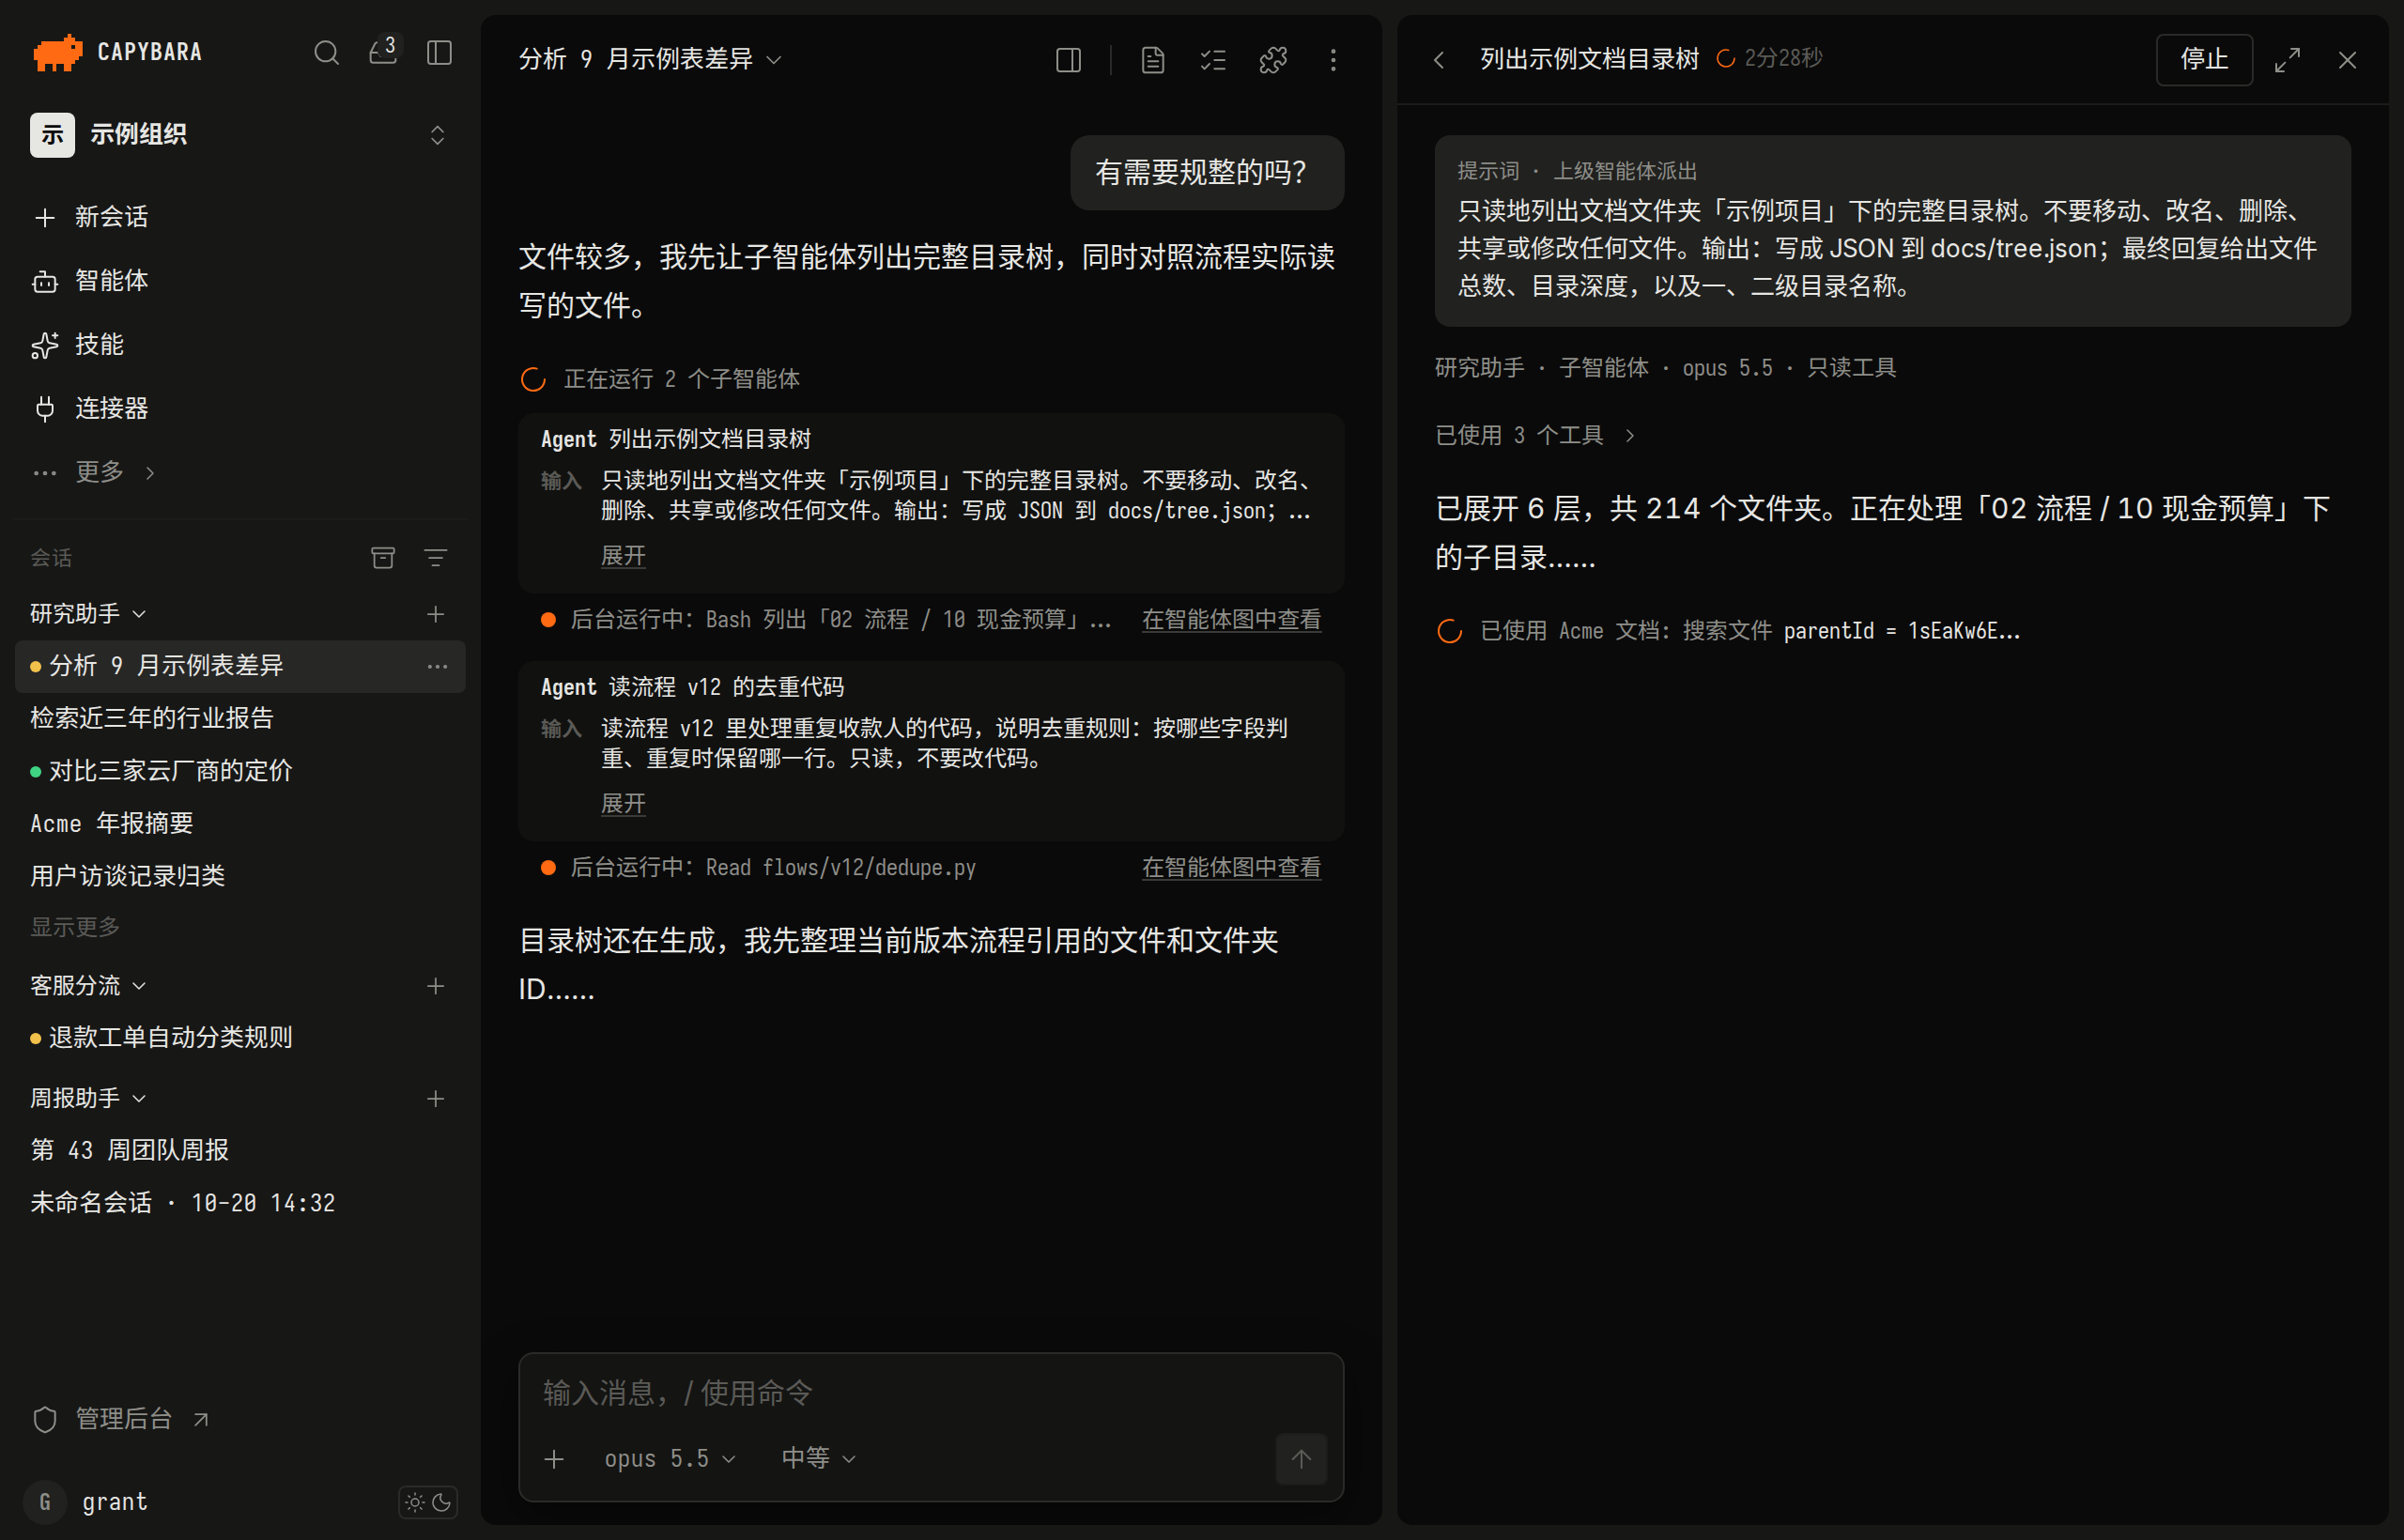 CAPYBARA
3
示 示例组织
新会话
智能体
技能
连接器
更多
会话
研究助手
分析 9 月示例表差异
检索近三年的行业报告
对比三家云厂商的定价
Acme 年报摘要
用户访谈记录归类
显示更多
客服分流
退款工单自动分类规则
周报助手
第 43 周团队周报
未命名会话 · 10-20 14:32
管理后台
G grant
分析 9 月示例表差异
有需要规整的吗？
文件较多，我先让子智能体列出完整目录树，同时对照流程实际读
写的文件。
正在运行 2 个子智能体
Agent 列出示例文档目录树
输入 只读地列出文档文件夹「示例项目」下的完整目录树。不要移动、改名、
删除、共享或修改任何文件。输出：写成 JSON 到 docs/tree.json；...
展开
后台运行中：Bash 列出「02 流程 / 10 现金预算」... 在智能体图中查看
Agent 读流程 v12 的去重代码
输入 读流程 v12 里处理重复收款人的代码，说明去重规则：按哪些字段判
重、重复时保留哪一行。只读，不要改代码。
展开
后台运行中：Read flows/v12/dedupe.py 在智能体图中查看
目录树还在生成，我先整理当前版本流程引用的文件和文件夹
ID……
输入消息，/ 使用命令
opus 5.5 中等
列出示例文档目录树 2分28秒 停止
提示词 · 上级智能体派出
只读地列出文档文件夹「示例项目」下的完整目录树。不要移动、改名、删除、
共享或修改任何文件。输出：写成 JSON 到 docs/tree.json；最终回复给出文件
总数、目录深度，以及一、二级目录名称。
研究助手 · 子智能体 · opus 5.5 · 只读工具
已使用 3 个工具
已展开 6 层，共 214 个文件夹。正在处理「02 流程 / 10 现金预算」下
的子目录……
已使用 Acme 文档：搜索文件 parentId = 1sEaKw6E...